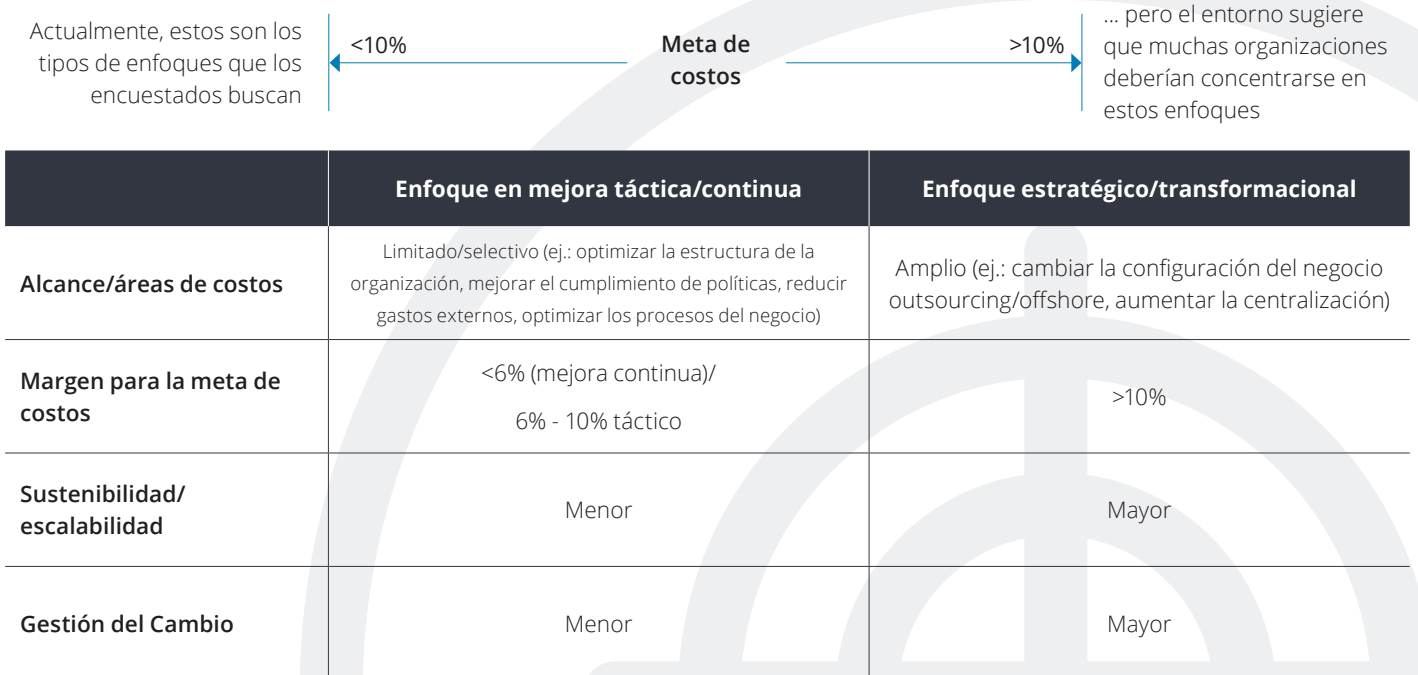 Actualmente, estos son los
tipos de enfoques que los
encuestados buscan
<10%
Meta de
costos
>10%
... pero el entorno sugiere
que muchas organizaciones
deberían concentrarse en
estos enfoques
Enfoque en mejora táctica/continua
Enfoque estratégico/transformacional
Alcance/áreas de costos
Limitado/selectivo (ej.: optimizar la estructura de la
organización, mejorar el cumplimiento de políticas, reducir
gastos externos, optimizar los procesos del negocio)
Amplio (ej.: cambiar la configuración del negocio
outsourcing/offshore, aumentar la centralización)
Margen para la meta de
costos
<6% (mejora continua)/
6% - 10% táctico
>10%
Sustenibilidad/
escalabilidad
Menor
Mayor
Gestión del Cambio
Menor
Mayor